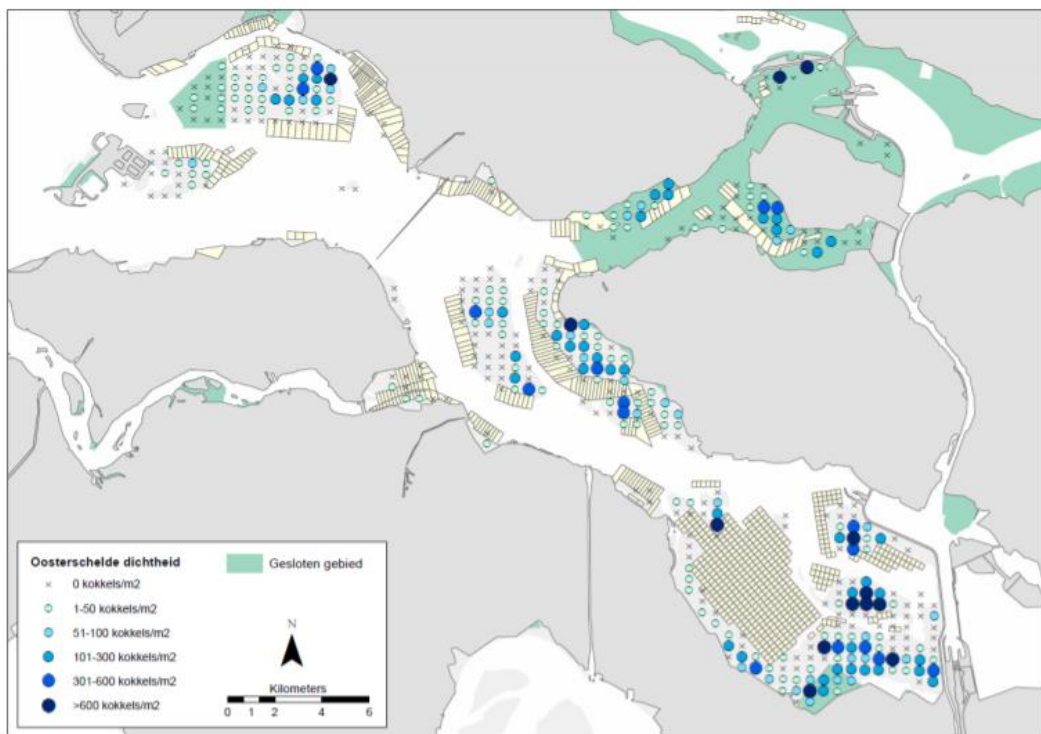 Oosterschelde dichtheid
0 kokkels/m2
1-50 kokkels/m2
51-100 kokkels/m2
101-300 kokkels/m2
301-600 kokkels/m2
>600 kokkels/m2
Gesloten gebied
N
Kilometers
0 1 2 4 6